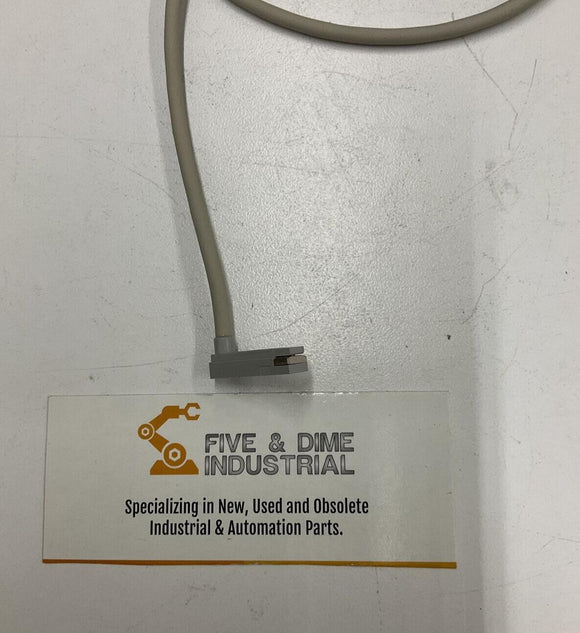 FIVE & DIME
INDUSTRIAL
Specializing in New, Used and Obsolete
Industrial & Automation Parts.